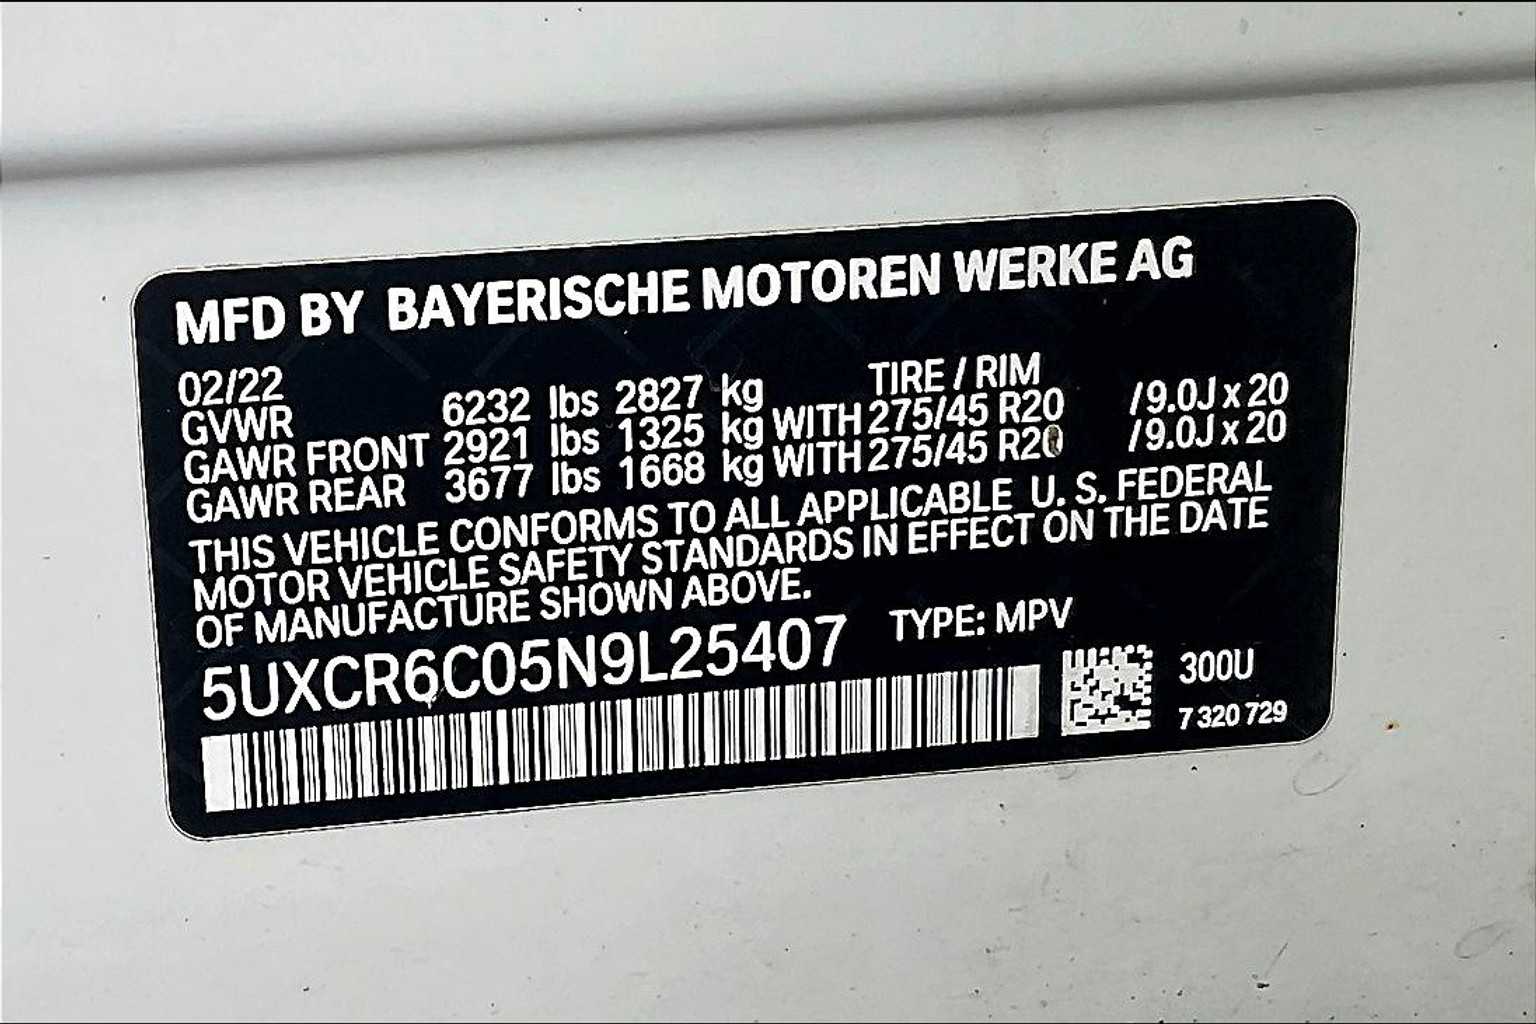 MFD BY BAYERISCHE MOTOREN WERKE AG
02/22 TIRE / RIM
GVWR 6232 lbs 2827 kg
GAWR FRONT 2921 lbs 1325 kg WITH 275/45 R20 /9.0J x 20
GAWR REAR 3677 lbs 1668 kg WITH 275/45 R20 /9.0J x 20
THIS VEHICLE CONFORMS TO ALL APPLICABLE U. S. FEDERAL
MOTOR VEHICLE SAFETY STANDARDS IN EFFECT ON THE DATE
OF MANUFACTURE SHOWN ABOVE.
5UXCR6C05N9L25407 TYPE: MPV
300U
7 320 729